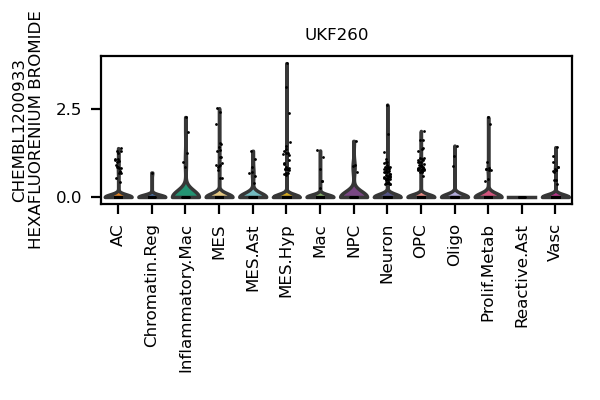 UKF260
CHEMBL1200933
HEXAFLUORENIUM BROMIDE
2.5
0.0
AC
Chromatin.Reg
Inflammatory.Mac
MES
MES.Ast
MES.Hyp
Mac
NPC
Neuron
OPC
Oligo
Prolif.Metab
Reactive.Ast
Vasc